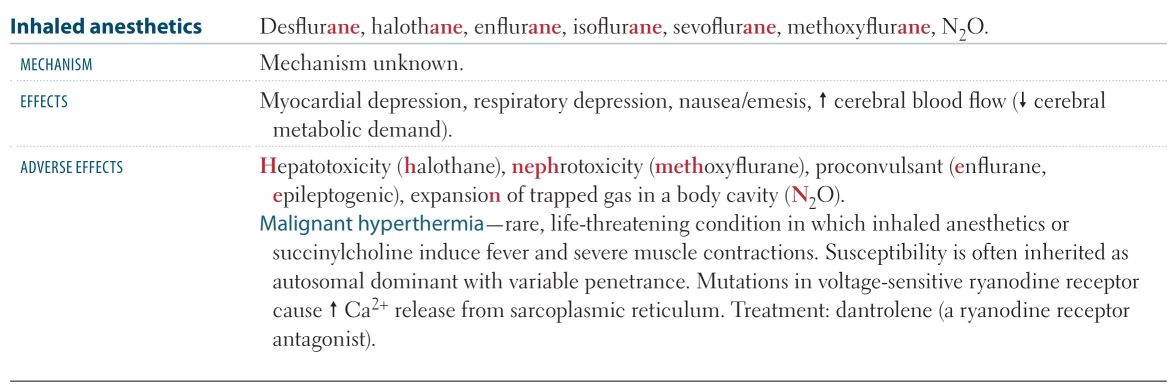 Inhaled anesthetics Desflurane, halothane, enflurane, isoflurane, sevoflurane, methoxyflurane, N₂O.
MECHANISM Mechanism unknown.
EFFECTS Myocardial depression, respiratory depression, nausea/emesis, ↑ cerebral blood flow (↓ cerebral
metabolic demand).
ADVERSE EFFECTS Hepatotoxicity (halothane), nephrotoxicity (methoxyflurane), proconvulsant (enflurane,
epileptogenic), expansion of trapped gas in a body cavity (N₂O).
Malignant hyperthermia—rare, life-threatening condition in which inhaled anesthetics or
succinylcholine induce fever and severe muscle contractions. Susceptibility is often inherited as
autosomal dominant with variable penetrance. Mutations in voltage-sensitive ryanodine receptor
cause ↑ Ca²⁺ release from sarcoplasmic reticulum. Treatment: dantrolene (a ryanodine receptor
antagonist).